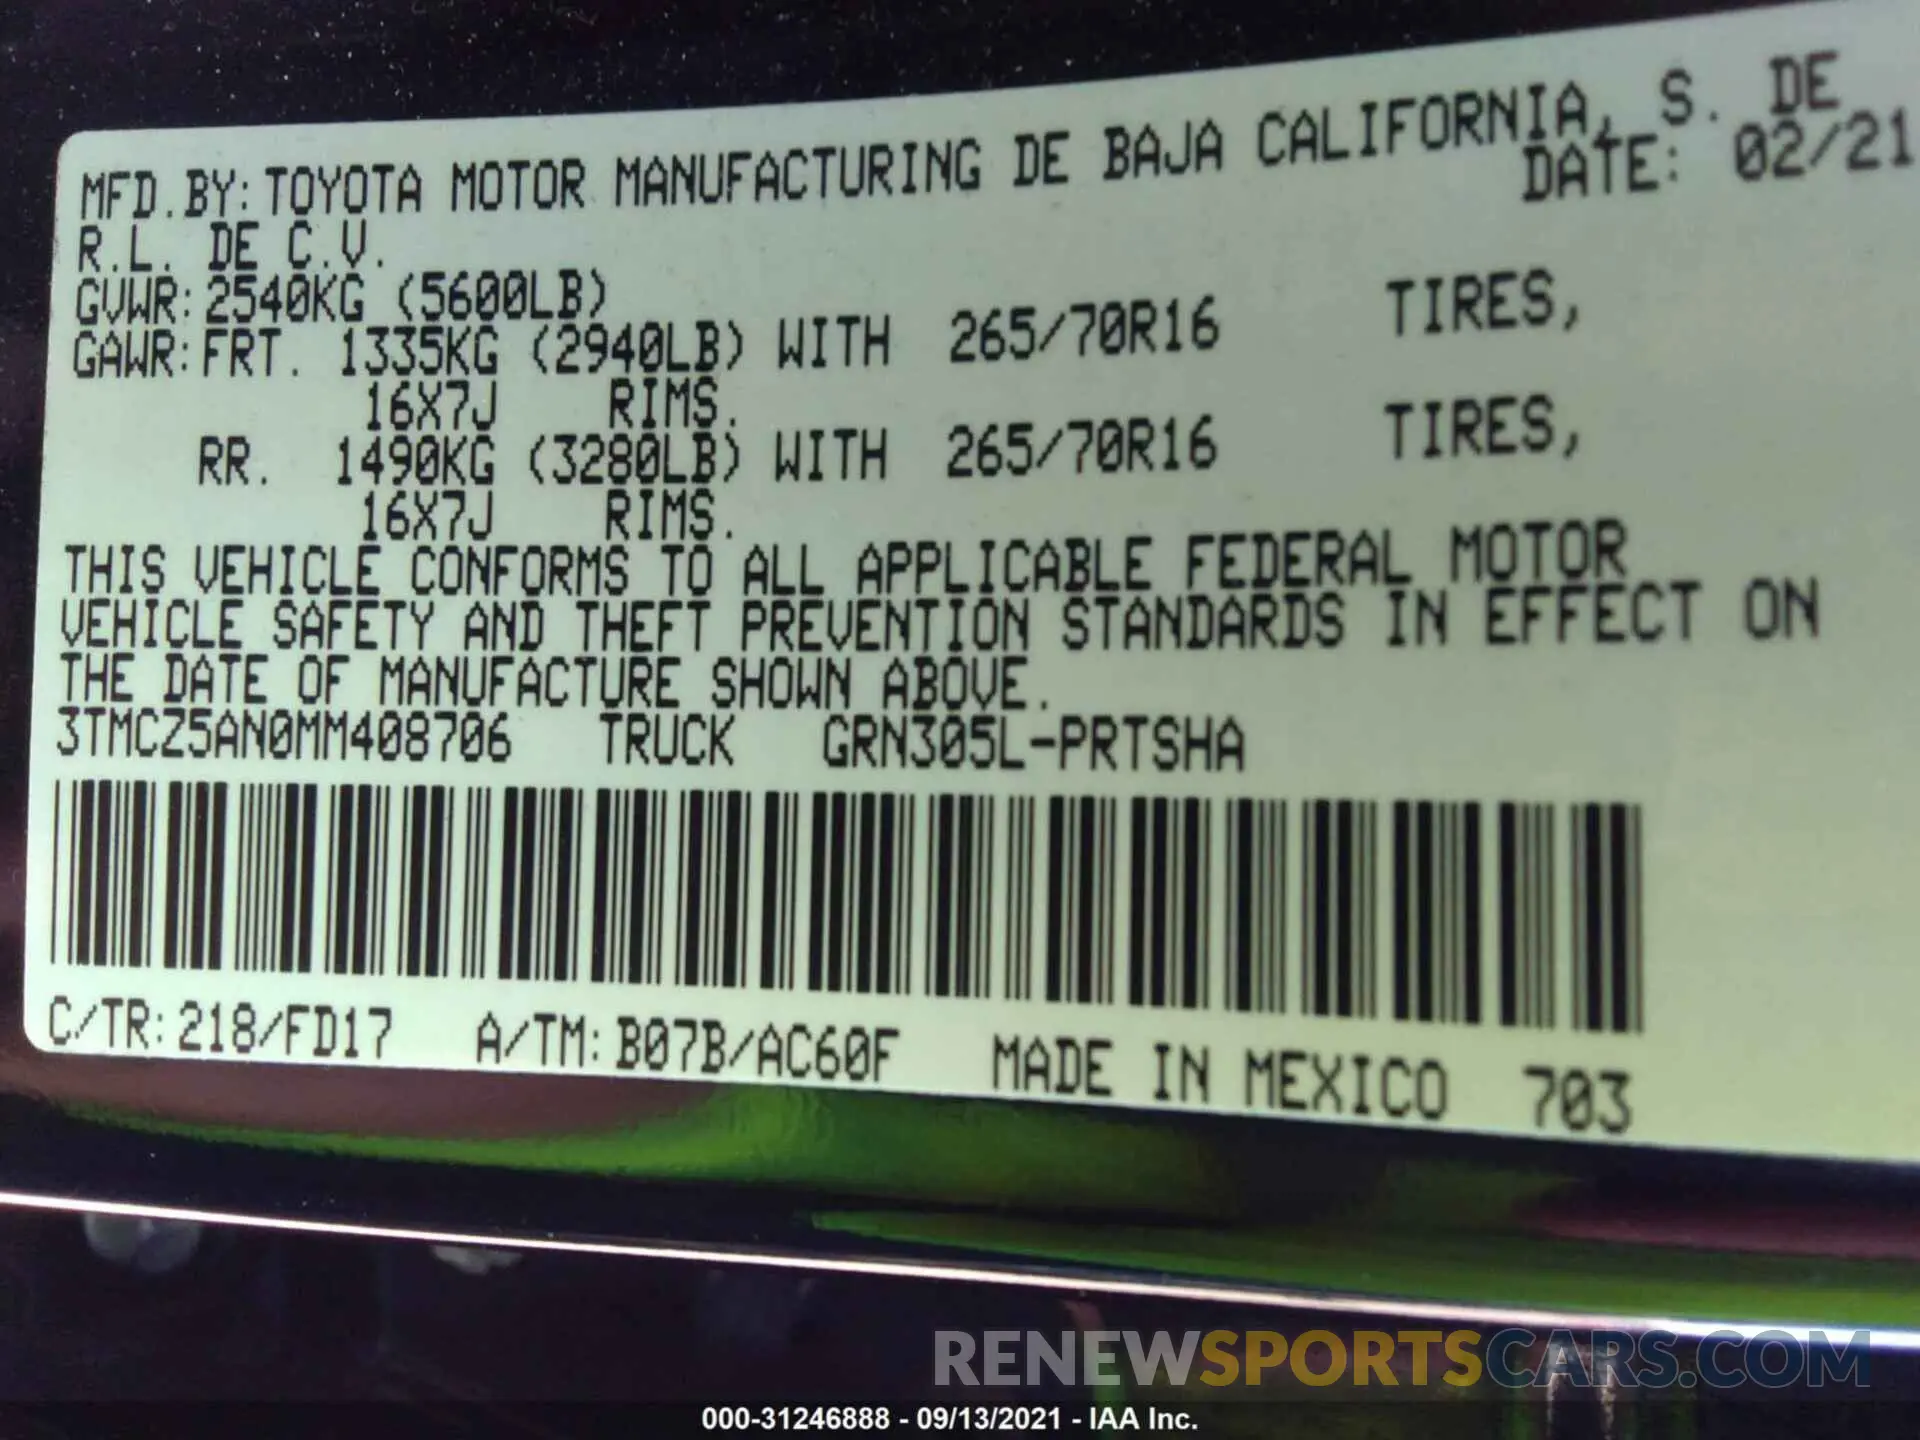 MFD.BY:TOYOTA MOTOR MANUFACTURING DE BAJA CALIFORNIA, S. DE
R.L. DE C.V. DATE: 02/21
GVWR:2540KG (5600LB)
GAWR:FRT. 1335KG (2940LB) WITH 265/70R16 TIRES,
16X7J RIMS.
RR. 1490KG (3280LB) WITH 265/70R16 TIRES,
16X7J RIMS.
THIS VEHICLE CONFORMS TO ALL APPLICABLE FEDERAL MOTOR
VEHICLE SAFETY AND THEFT PREVENTION STANDARDS IN EFFECT ON
THE DATE OF MANUFACTURE SHOWN ABOVE.
3TMCZ5AN0MM408706 TRUCK GRN305L-PRTSHA
C/TR:218/FD17 A/TM:B07B/AC60F MADE IN MEXICO 703
RENEWSPORTSCARS.COM
000-31246888 - 09/13/2021 - IAA Inc.